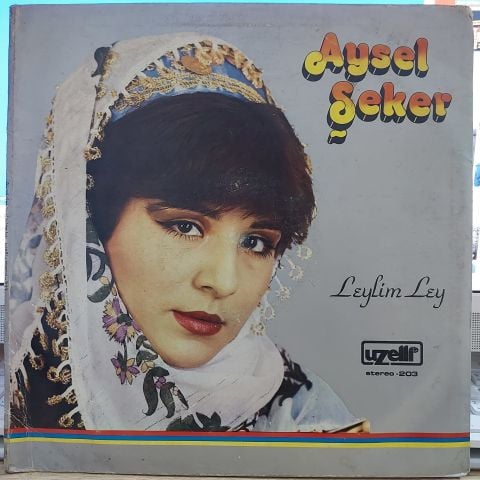 Aysel
Şeker
Leylim Ley
uzelli
stereo-203